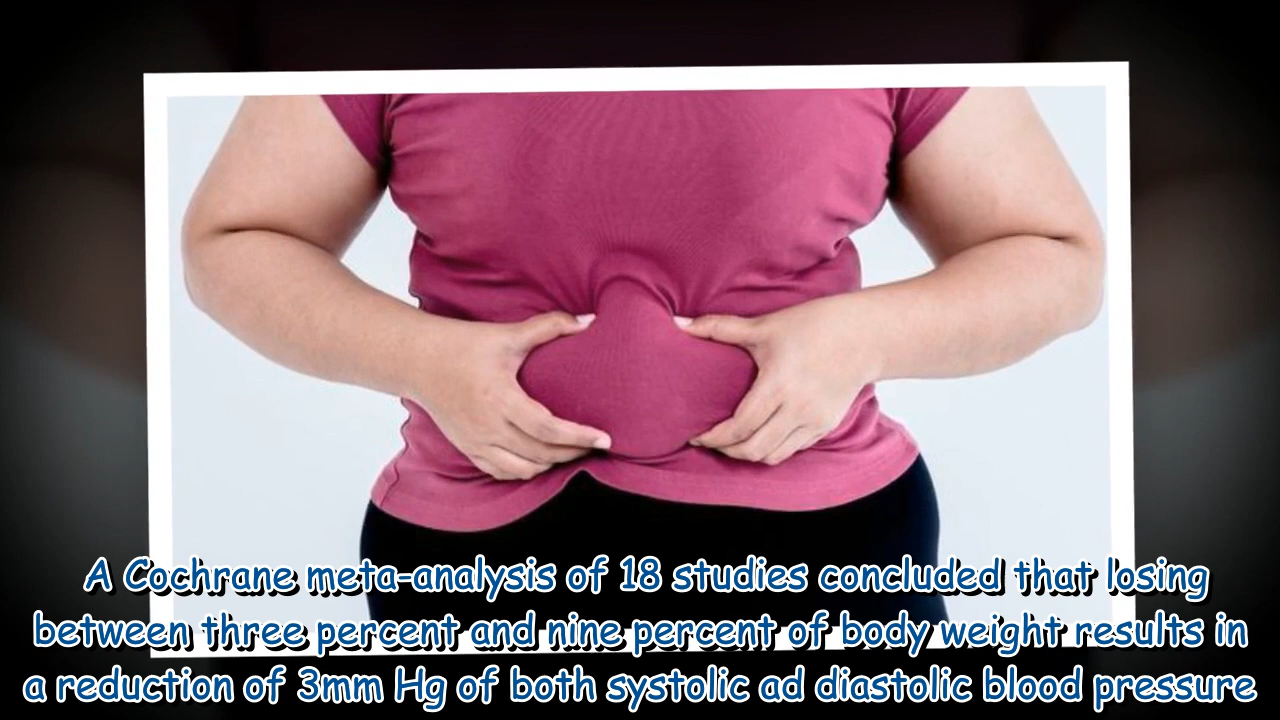 A Cochrane meta-analysis of 18 studies concluded that losing
between three percent and nine percent of body weight results in
a reduction of 3mm Hg of both systolic ad diastolic blood pressure